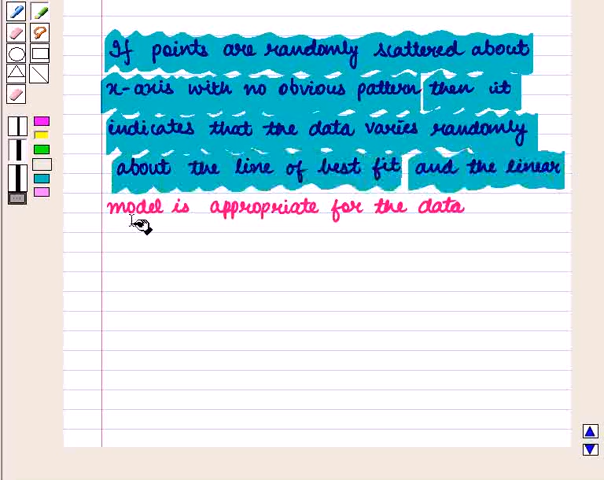 If points are randomly scattered about
x-axis with no obvious pattern then it
indicates that the data varies randomly
about the line of best fit and the linear
model is appropriate for the data